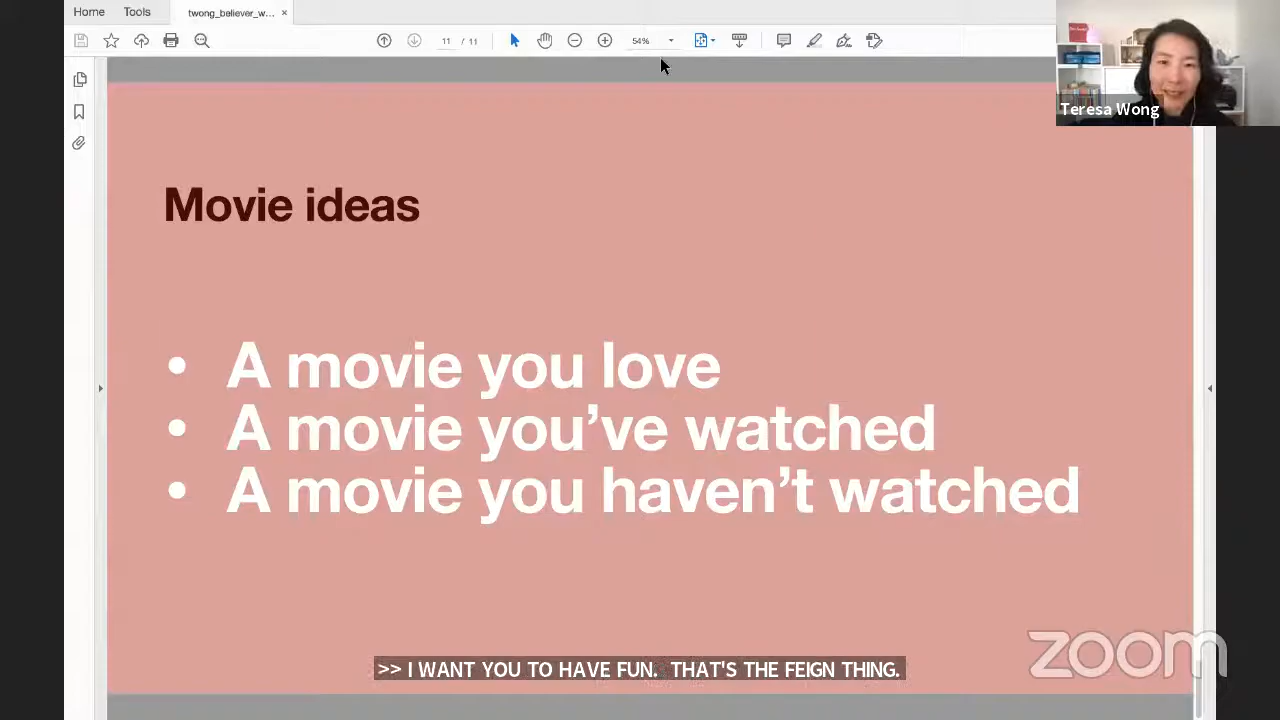 Home Tools twong_believer_w... ×
11 / 11 54%
Teresa Wong
Movie ideas
• A movie you love
• A movie you’ve watched
• A movie you haven’t watched
>> I WANT YOU TO HAVE FUN. THAT'S THE FEIGN THING.
zoom